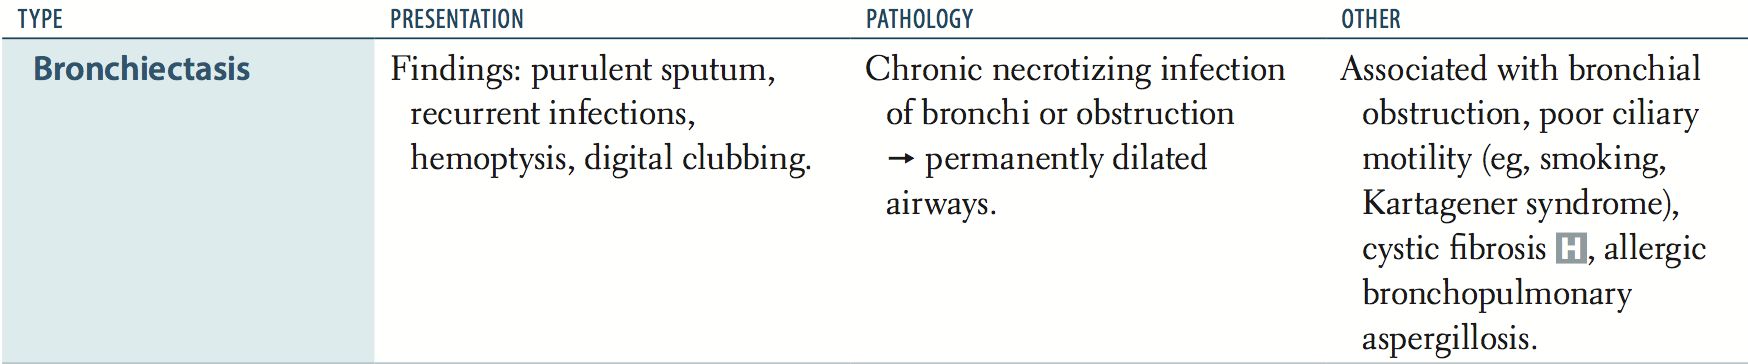 TYPE PRESENTATION PATHOLOGY OTHER
Bronchiectasis
Findings: purulent sputum,
recurrent infections,
hemoptysis, digital clubbing.
Chronic necrotizing infection
of bronchi or obstruction
→ permanently dilated
airways.
Associated with bronchial
obstruction, poor ciliary
motility (eg, smoking,
Kartagener syndrome),
cystic fibrosis H, allergic
bronchopulmonary
aspergillosis.